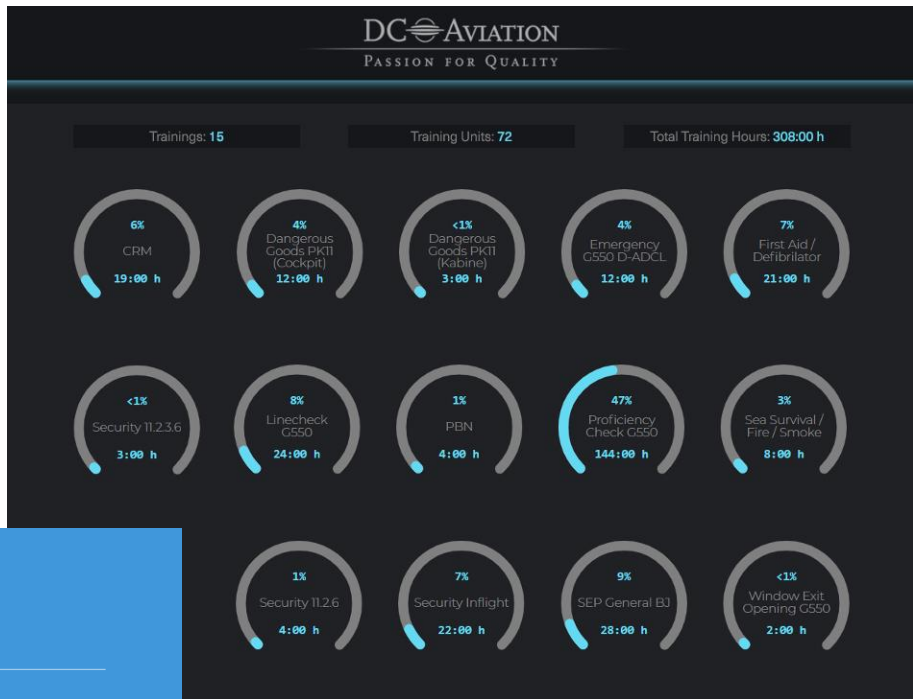 DC AVIATION
PASSION FOR QUALITY
Trainings: 15
Training Units: 72
Total Training Hours: 308:00 h
6%
CRM
19:00 h
4%
Dangerous
Goods PK11
(Cockpit)
12:00 h
<1%
Dangerous
Goods PK11
(Kabine)
3:00 h
4%
Emergency
G550 D-ADCL
12:00 h
7%
First Aid /
Defibrilator
21:00 h
<1%
Security 11.2.3.6
3:00 h
8%
Linecheck
G550
24:00 h
1%
PBN
4:00 h
47%
Proficiency
Check G550
144:00 h
3%
Sea Survival /
Fire / Smoke
8:00 h
1%
Security 11.2.6
4:00 h
7%
Security Inflight
22:00 h
9%
SEP General BJ
28:00 h
<1%
Window Exit
Opening G550
2:00 h